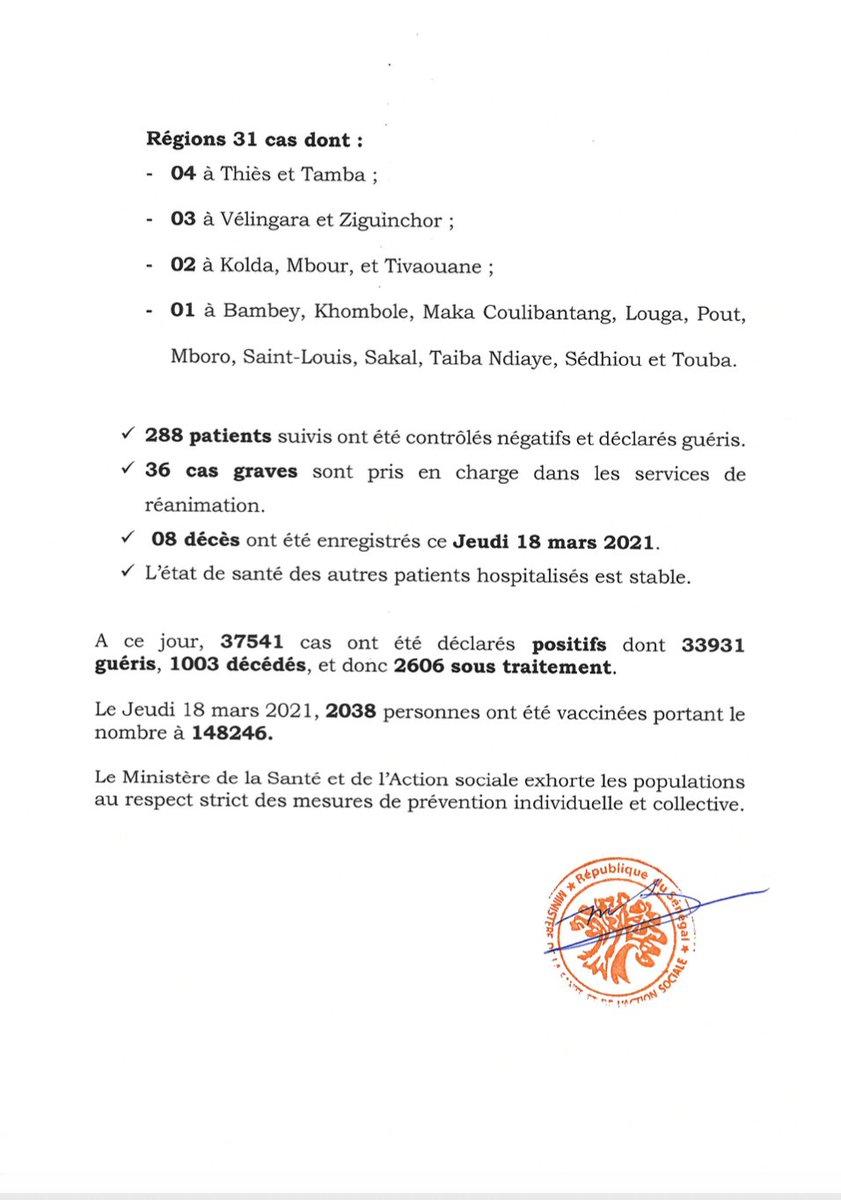 Régions 31 cas dont :
- 04 à Thiès et Tamba ;
- 03 à Vélingara et Ziguinchor ;
- 02 à Kolda, Mbour, et Tivaouane ;
- 01 à Bambey, Khombole, Maka Coulibantang, Louga, Pout,
Mboro, Saint-Louis, Sakal, Taiba Ndiaye, Sédhiou et Touba.
✓ 288 patients suivis ont été contrôlés négatifs et déclarés guéris.
✓ 36 cas graves sont pris en charge dans les services de
réanimation.
✓ 08 décès ont été enregistrés ce Jeudi 18 mars 2021.
✓ L'état de santé des autres patients hospitalisés est stable.
A ce jour, 37541 cas ont été déclarés positifs dont 33931
guéris, 1003 décédés, et donc 2606 sous traitement.
Le Jeudi 18 mars 2021, 2038 personnes ont été vaccinées portant le
nombre à 148246.
Le Ministère de la Santé et de l'Action sociale exhorte les populations
au respect strict des mesures de prévention individuelle et collective.
★ République du Sénégal ★
MINISTÈRE LA SANTE ET DE L'ACTION SOCIALE